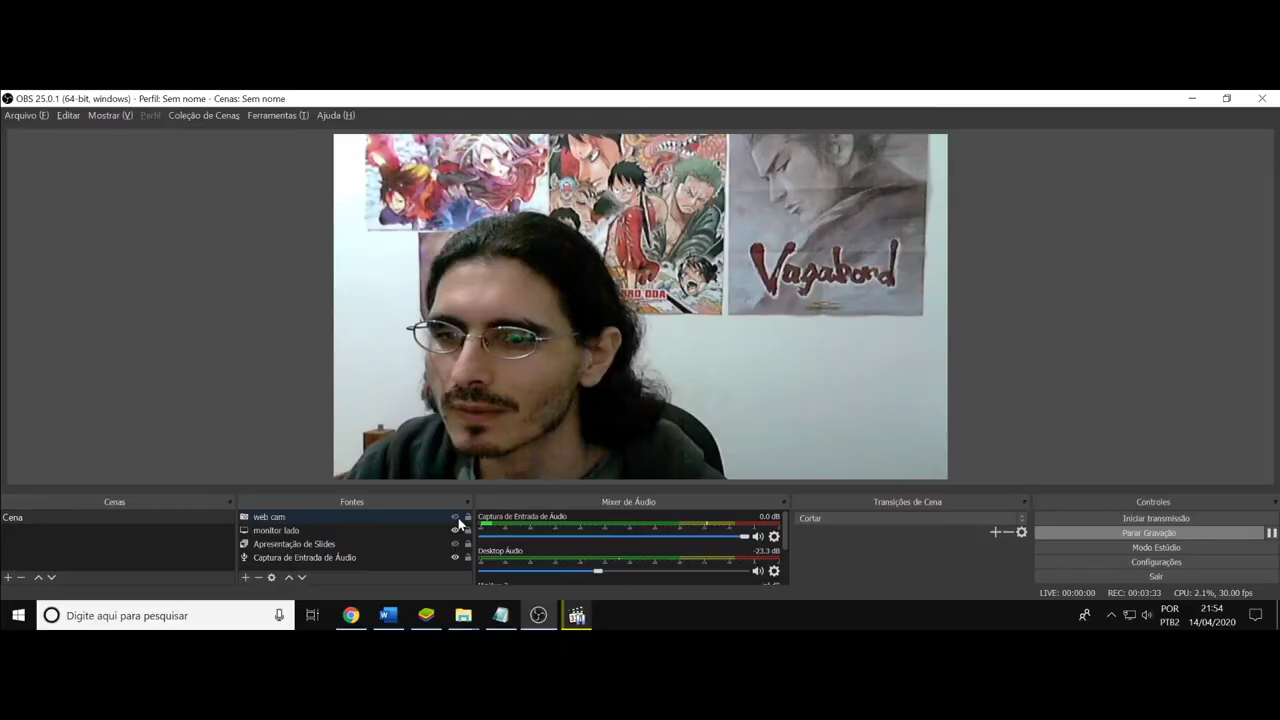 OBS 25.0.1 (64-bit, windows) - Perfil: Sem nome - Cenas: Sem nome
Arquivo (F) Editar Mostrar (V) Perfil Coleção de Cenas Ferramentas (T) Ajuda (H)
Vagabond
ODA
Cenas Fontes Mixer de Áudio Transições de Cena Controles
Cena
web cam
monitor lado
Apresentação de Slides
Captura de Entrada de Áudio
Captura de Entrada de Áudio 0.0 dB
Desktop Áudio -23.3 dB
Cortar
Iniciar transmissão
Parar Gravação
Modo Estúdio
Configurações
Sair
LIVE: 00:00:00 REC: 00:03:33 CPU: 2.1%, 30.00 fps
Digite aqui para pesquisar
POR
PTB2
21:54
14/04/2020